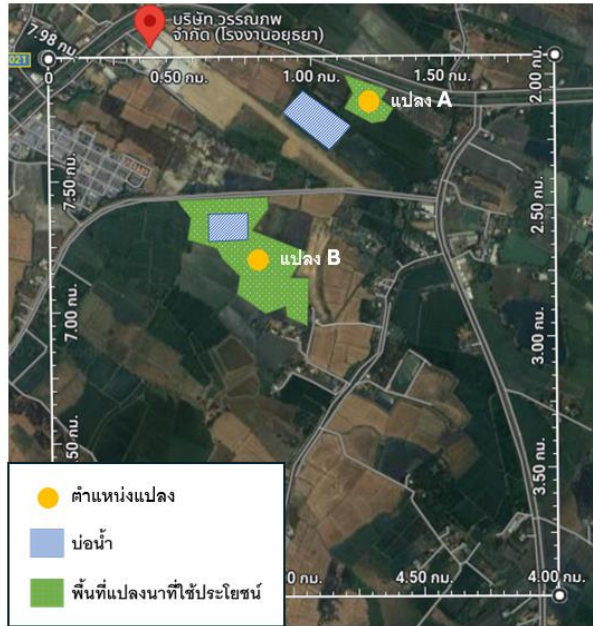 บริษัท วรรณภพ
จำกัด (โรงงานอยุธยา)
7.98 กม.
021
0
0.50 กม.
1.00 กม.
1.50 กม.
2.00 กม.
แปลง A
7.50 กม.
2.50 กม.
แปลง B
7.00 กม.
3.00 กม.
.50 กม.
3.50 กม.
ตำแหน่งแปลง
บ่อน้ำ
พื้นที่แปลงนาที่ใช้ประโยชน์
0 กม.
4.50 กม.
4.00 กม.